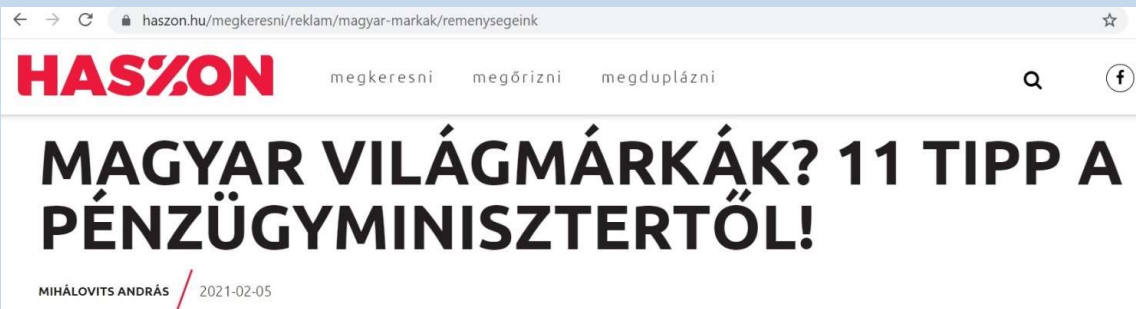 haszon.hu/megkeresni/reklam/magyar-markak/remenysegeink
HASZON megkeresni megőrizni megduplázni
MAGYAR VILÁGMÁRKÁK? 11 TIPP A
PÉNZÜGYMINISZTERTŐL!
MIHÁLOVITS ANDRÁS / 2021-02-05